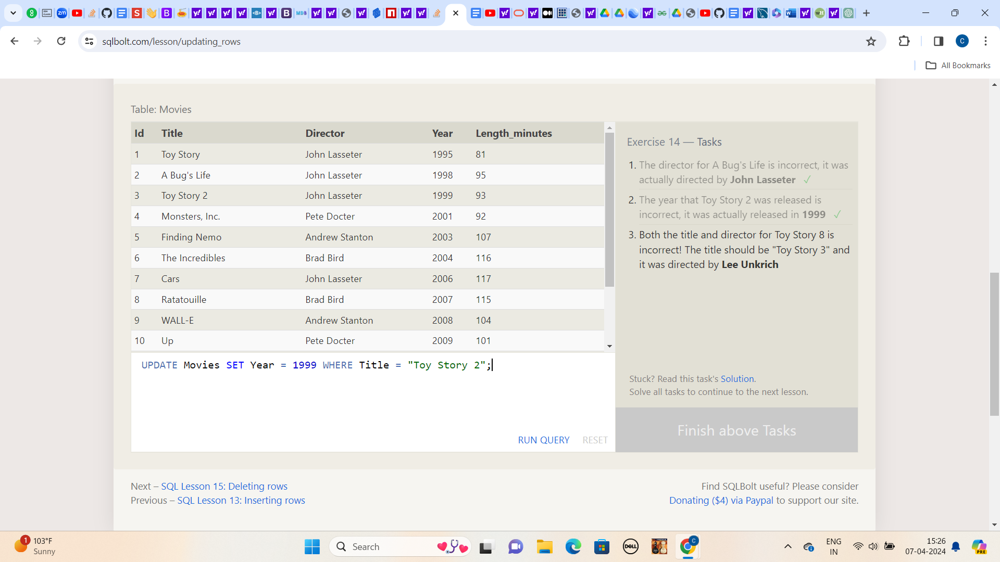 sqlbolt.com/lesson/updating_rows
C
All Bookmarks
Table: Movies
Id Title Director Year Length_minutes
1 Toy Story John Lasseter 1995 81
2 A Bug's Life John Lasseter 1998 95
3 Toy Story 2 John Lasseter 1999 93
4 Monsters, Inc. Pete Docter 2001 92
5 Finding Nemo Andrew Stanton 2003 107
6 The Incredibles Brad Bird 2004 116
7 Cars John Lasseter 2006 117
8 Ratatouille Brad Bird 2007 115
9 WALL-E Andrew Stanton 2008 104
10 Up Pete Docter 2009 101
UPDATE Movies SET Year = 1999 WHERE Title = "Toy Story 2";
RUN QUERY RESET
Exercise 14 — Tasks
1. The director for A Bug's Life is incorrect, it was
actually directed by John Lasseter ✓
2. The year that Toy Story 2 was released is
incorrect, it was actually released in 1999 ✓
3. Both the title and director for Toy Story 8 is
incorrect! The title should be "Toy Story 3" and
it was directed by Lee Unkrich
Stuck? Read this task's Solution.
Solve all tasks to continue to the next lesson.
Finish above Tasks
Next – SQL Lesson 15: Deleting rows
Previous – SQL Lesson 13: Inserting rows
Find SQLBolt useful? Please consider
Donating ($4) via Paypal to support our site.
1
103°F
Sunny
Search
DELL
C
ENG
IN
15:26
07-04-2024
PRE